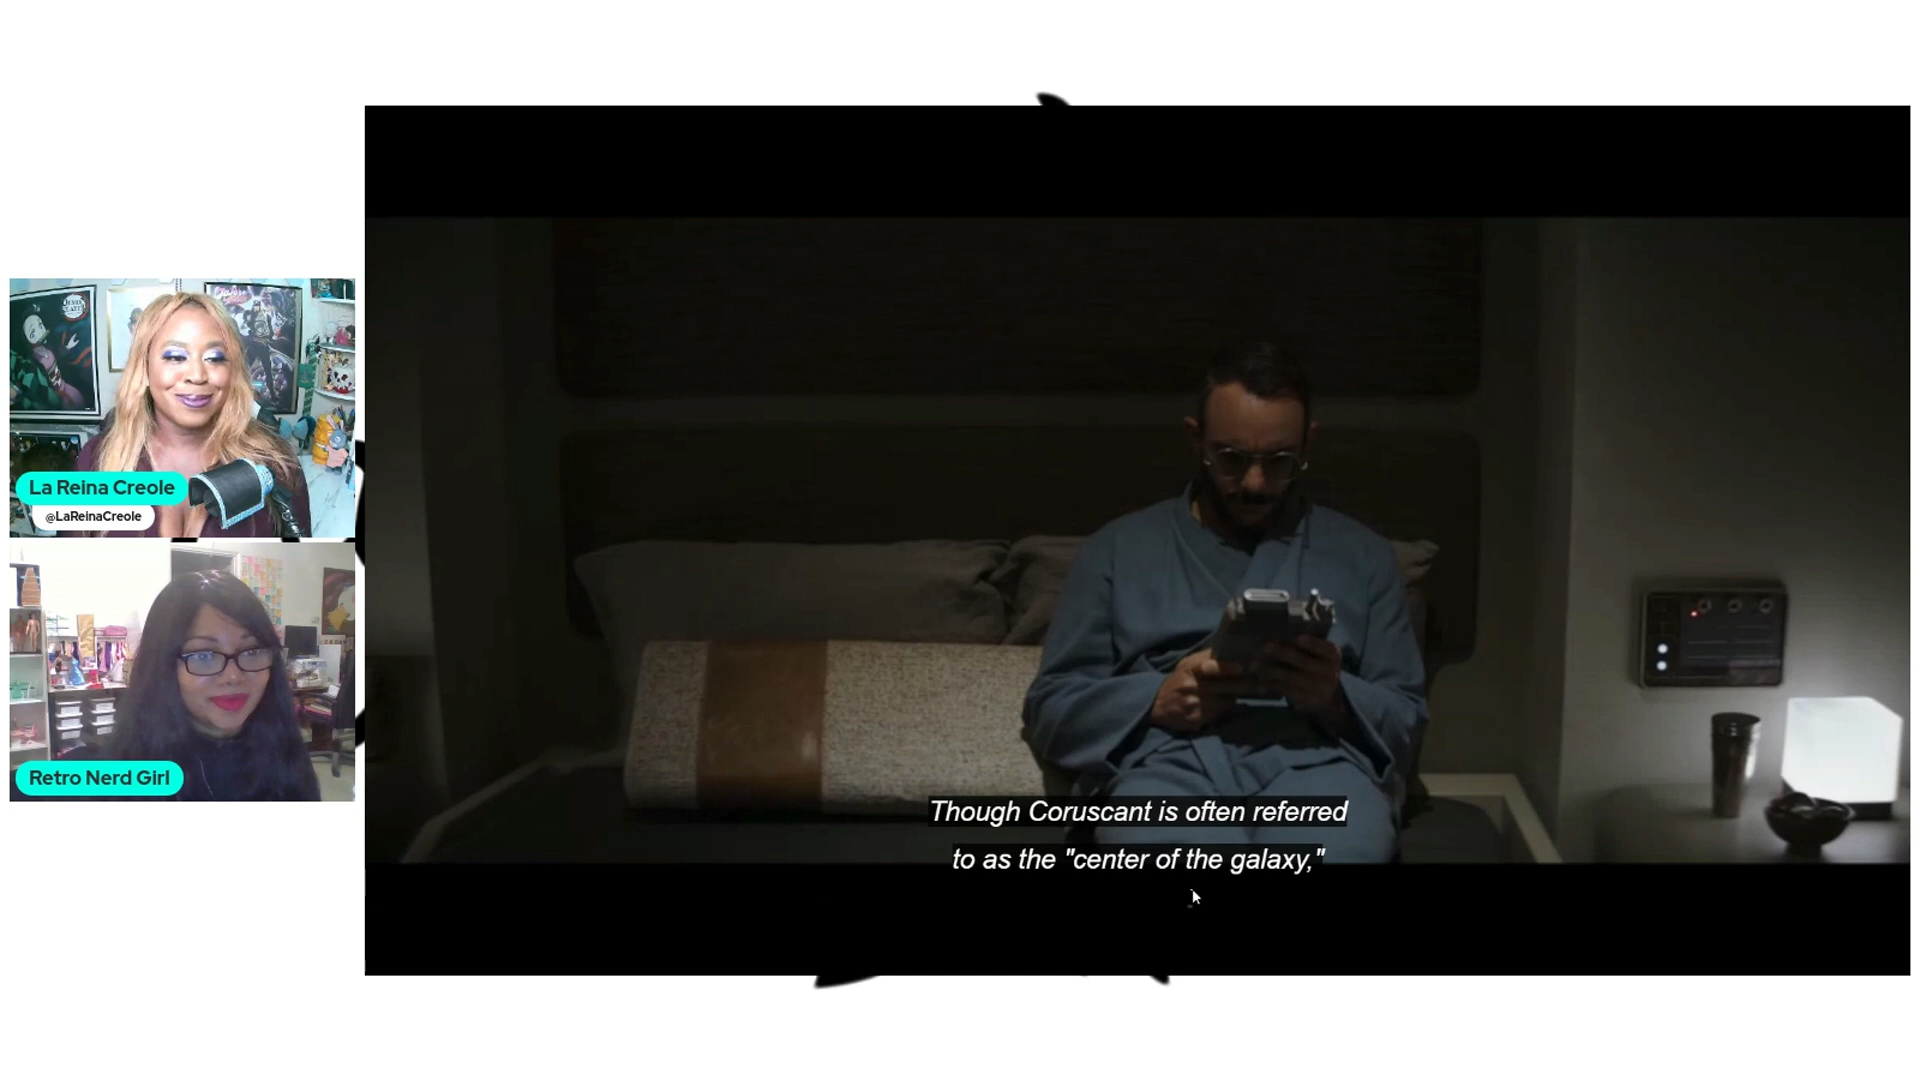 La Reina Creole
@LaReinaCreole
Retro Nerd Girl
Though Coruscant is often referred
to as the "center of the galaxy,"